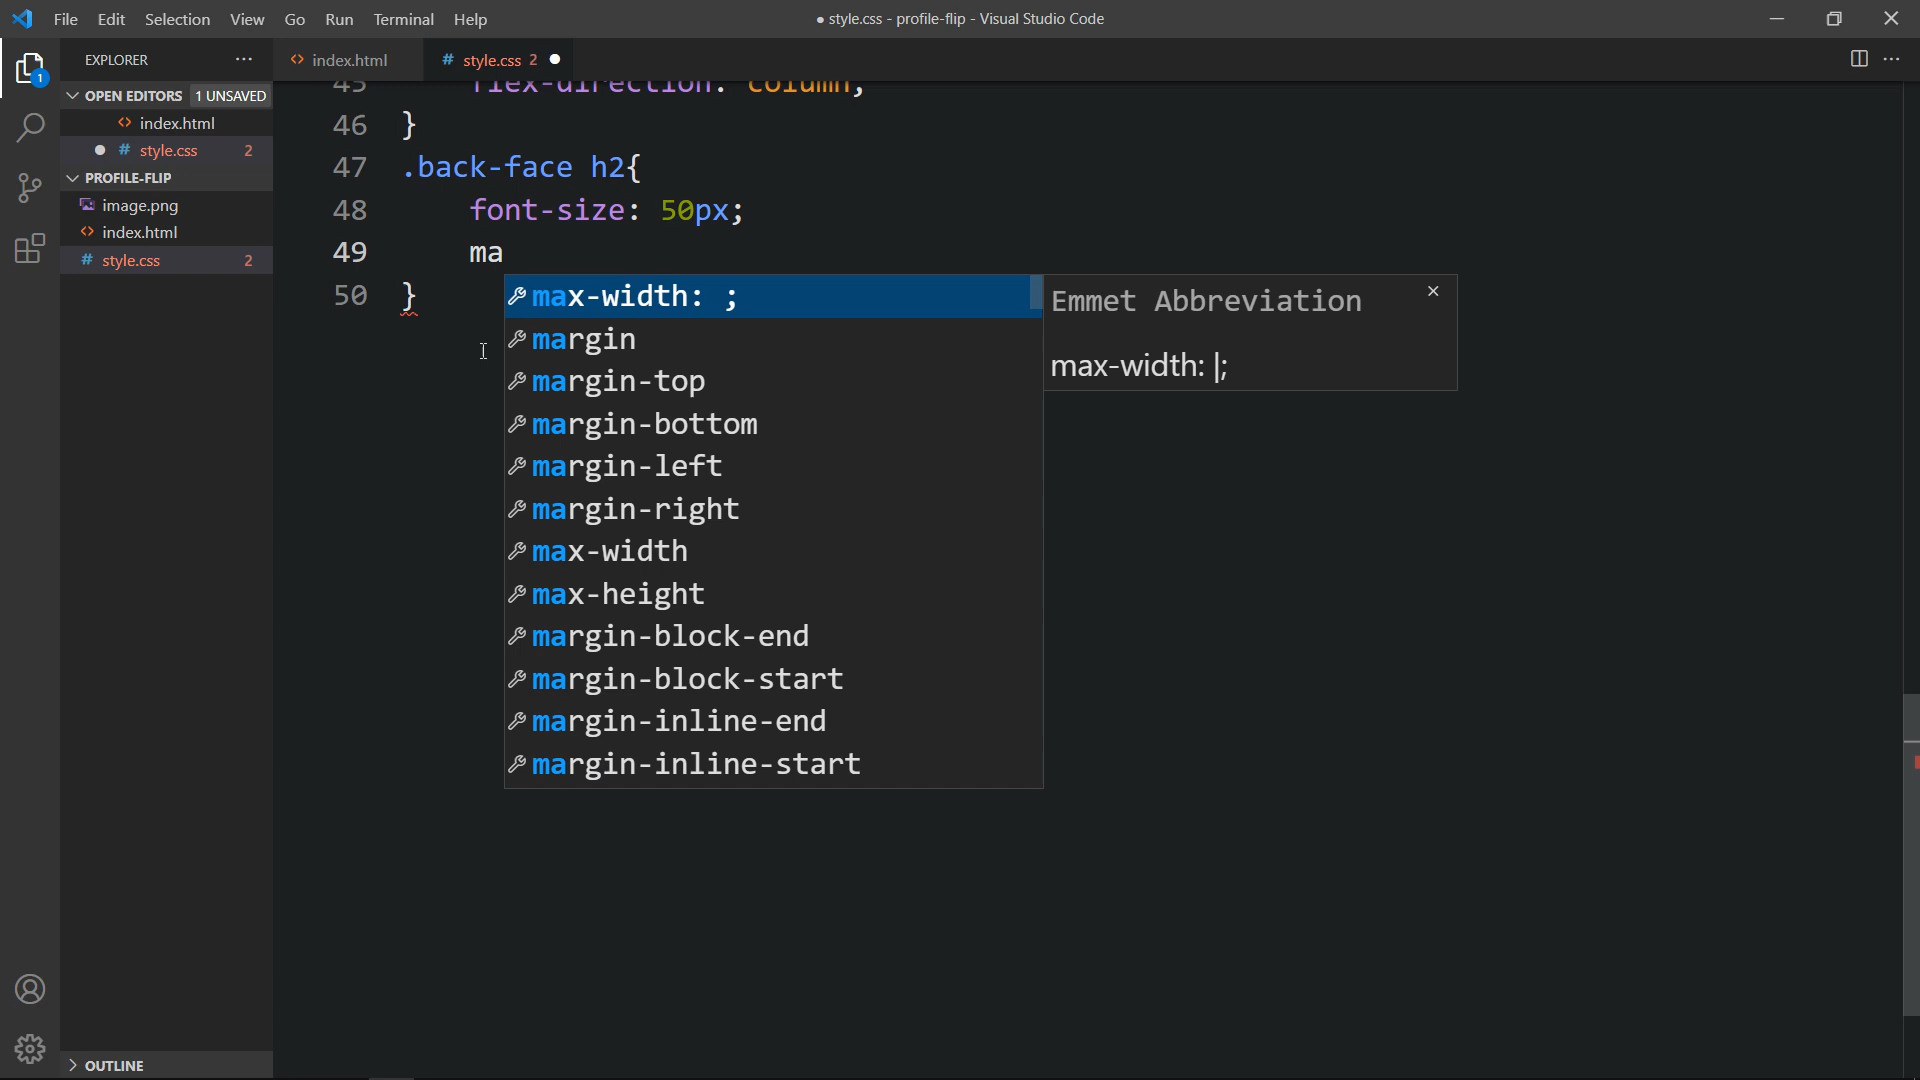 File Edit Selection View Go Run Terminal Help
● style.css - profile-flip - Visual Studio Code
EXPLORER
1
index.html
# style.css 2
OPEN EDITORS 1 UNSAVED
index.html
# style.css 2
PROFILE-FLIP
image.png
index.html
# style.css 2
OUTLINE
45 flex-direction: column;
46 }
47 .back-face h2{
48 font-size: 50px;
49 ma
50 }
max-width: ;
margin
margin-top
margin-bottom
margin-left
margin-right
max-width
max-height
margin-block-end
margin-block-start
margin-inline-end
margin-inline-start
Emmet Abbreviation
max-width: |;